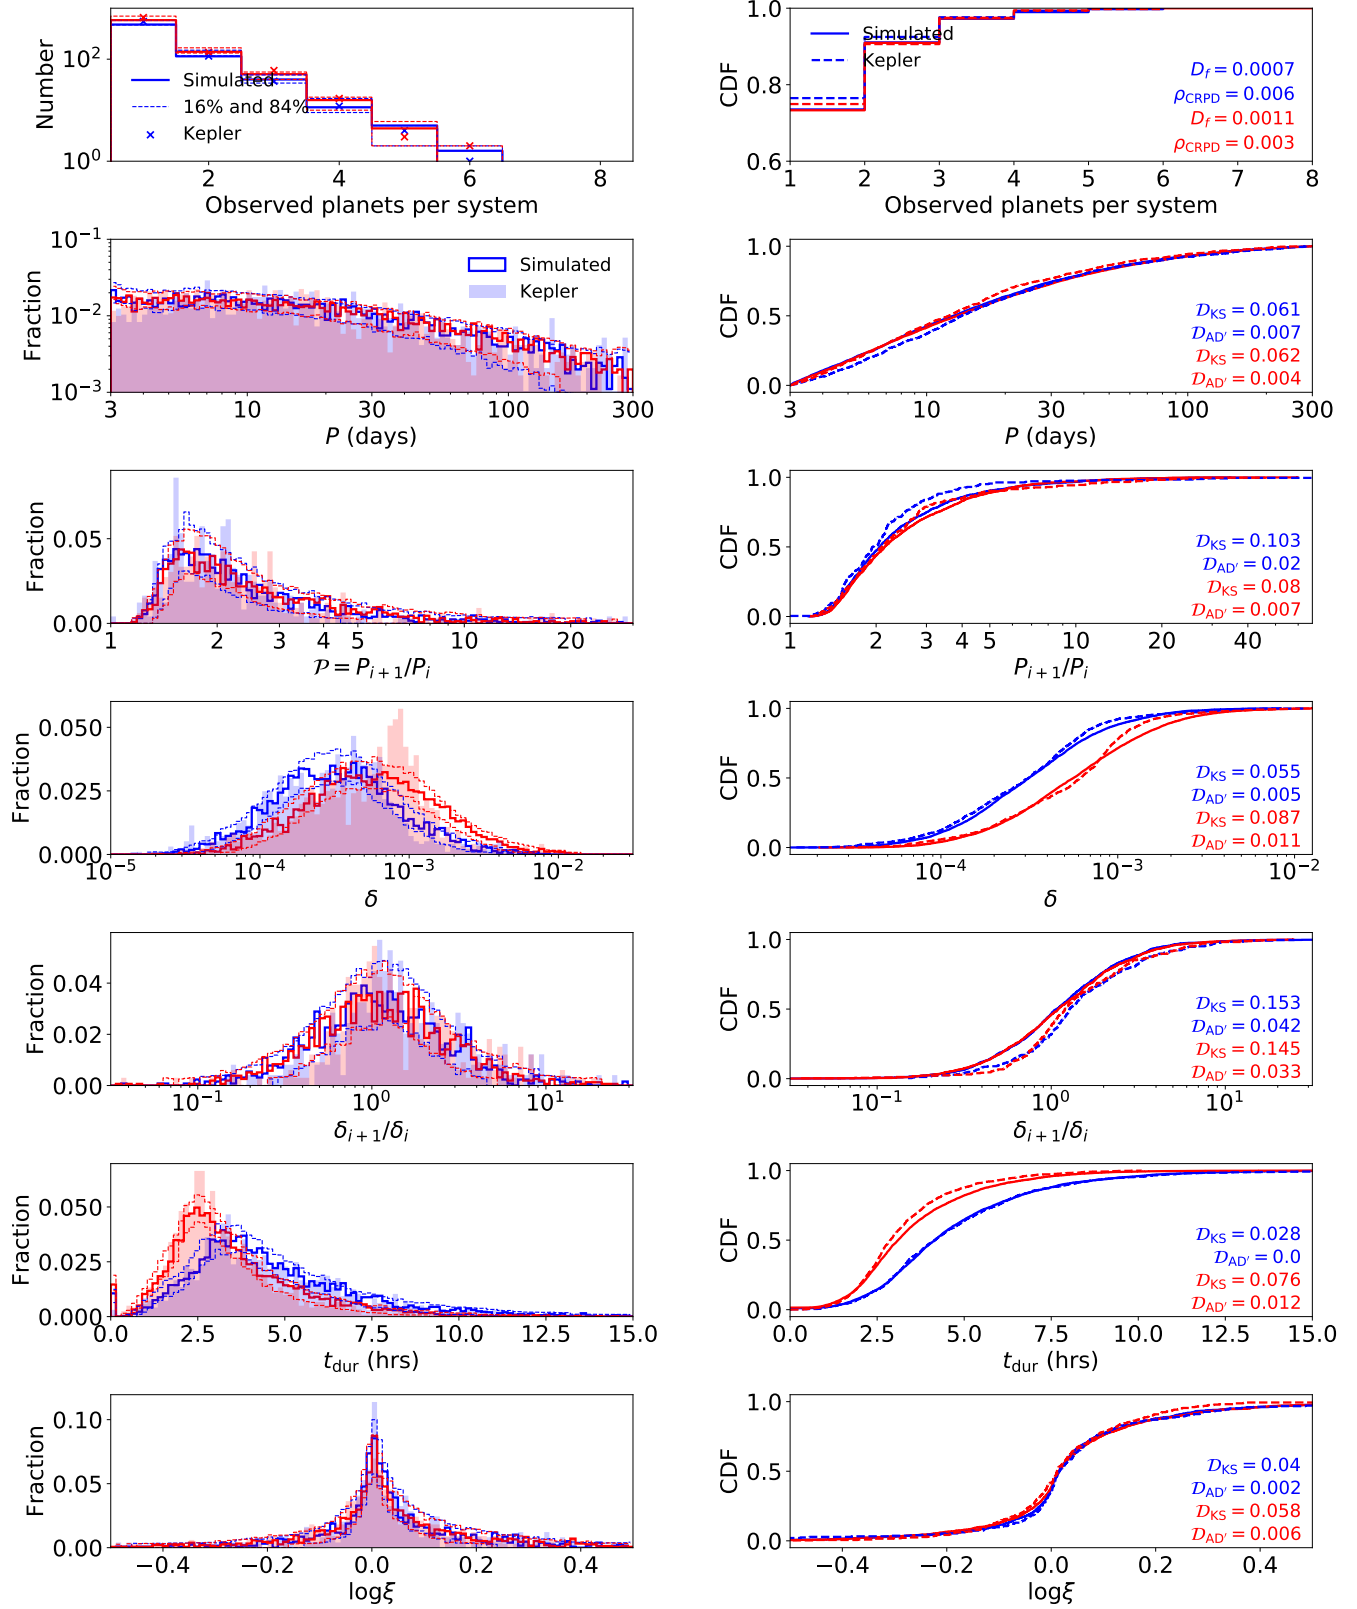 Number
10^2
10^0
Simulated
16% and 84%
Kepler
2 4 6 8
Observed planets per system
CDF
1.0
0.8
0.6
Simulated
Kepler
D_f = 0.0007
ρ_CRPD = 0.006
D_f = 0.0011
ρ_CRPD = 0.003
1 2 3 4 5 6 7 8
Observed planets per system
Fraction
10^−1
10^−2
10^−3
Simulated
Kepler
3 10 30 100 300
P (days)
CDF
1.0
0.5
0.0
𝒟_KS = 0.061
𝒟_AD′ = 0.007
𝒟_KS = 0.062
𝒟_AD′ = 0.004
3 10 30 100 300
P (days)
Fraction
0.05
0.00
1 2 3 4 5 10 20
𝒫 = P_{i+1}/P_i
CDF
1.0
0.5
0.0
𝒟_KS = 0.103
𝒟_AD′ = 0.02
𝒟_KS = 0.08
𝒟_AD′ = 0.007
1 2 3 4 5 10 20 40
P_{i+1}/P_i
Fraction
0.050
0.025
0.000
10^−5 10^−4 10^−3 10^−2
δ
CDF
1.0
0.5
0.0
𝒟_KS = 0.055
𝒟_AD′ = 0.005
𝒟_KS = 0.087
𝒟_AD′ = 0.011
10^−4 10^−3 10^−2
δ
Fraction
0.04
0.02
0.00
10^−1 10^0 10^1
δ_{i+1}/δ_i
CDF
1.0
0.5
0.0
𝒟_KS = 0.153
𝒟_AD′ = 0.042
𝒟_KS = 0.145
𝒟_AD′ = 0.033
10^−1 10^0 10^1
δ_{i+1}/δ_i
Fraction
0.050
0.025
0.000
0.0 2.5 5.0 7.5 10.0 12.5 15.0
t_dur (hrs)
CDF
1.0
0.5
0.0
𝒟_KS = 0.028
𝒟_AD′ = 0.0
𝒟_KS = 0.076
𝒟_AD′ = 0.012
0.0 2.5 5.0 7.5 10.0 12.5 15.0
t_dur (hrs)
Fraction
0.10
0.05
0.00
−0.4 −0.2 0.0 0.2 0.4
logξ
CDF
1.0
0.5
0.0
𝒟_KS = 0.04
𝒟_AD′ = 0.002
𝒟_KS = 0.058
𝒟_AD′ = 0.006
−0.4 −0.2 0.0 0.2 0.4
logξ